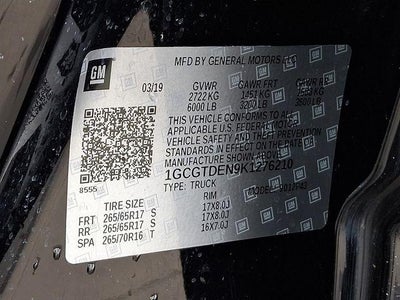 GM
MFD BY GENERAL MOTORS LLC
03/19
GVWR GAWR FRT GAWR RR
2722 KG 1451 KG
6000 LB 3200 LB 3500 LB
THIS VEHICLE CONFORMS TO ALL
APPLICABLE U.S. FEDERAL MOTOR
VEHICLE SAFETY AND THEFT PREVENTION
STANDARDS IN EFFECT ON THE DATE OF
MANUFACTURE SHOWN ABOVE.
1GCGTDEN9K1276210
TYPE: TRUCK MODEL:
8555
TIRE SIZE RIM
FRT 265/65R17 S 17X8.0J
RR 265/65R17 S 17X8.0J
SPA 265/70R16 T 16X7.0J